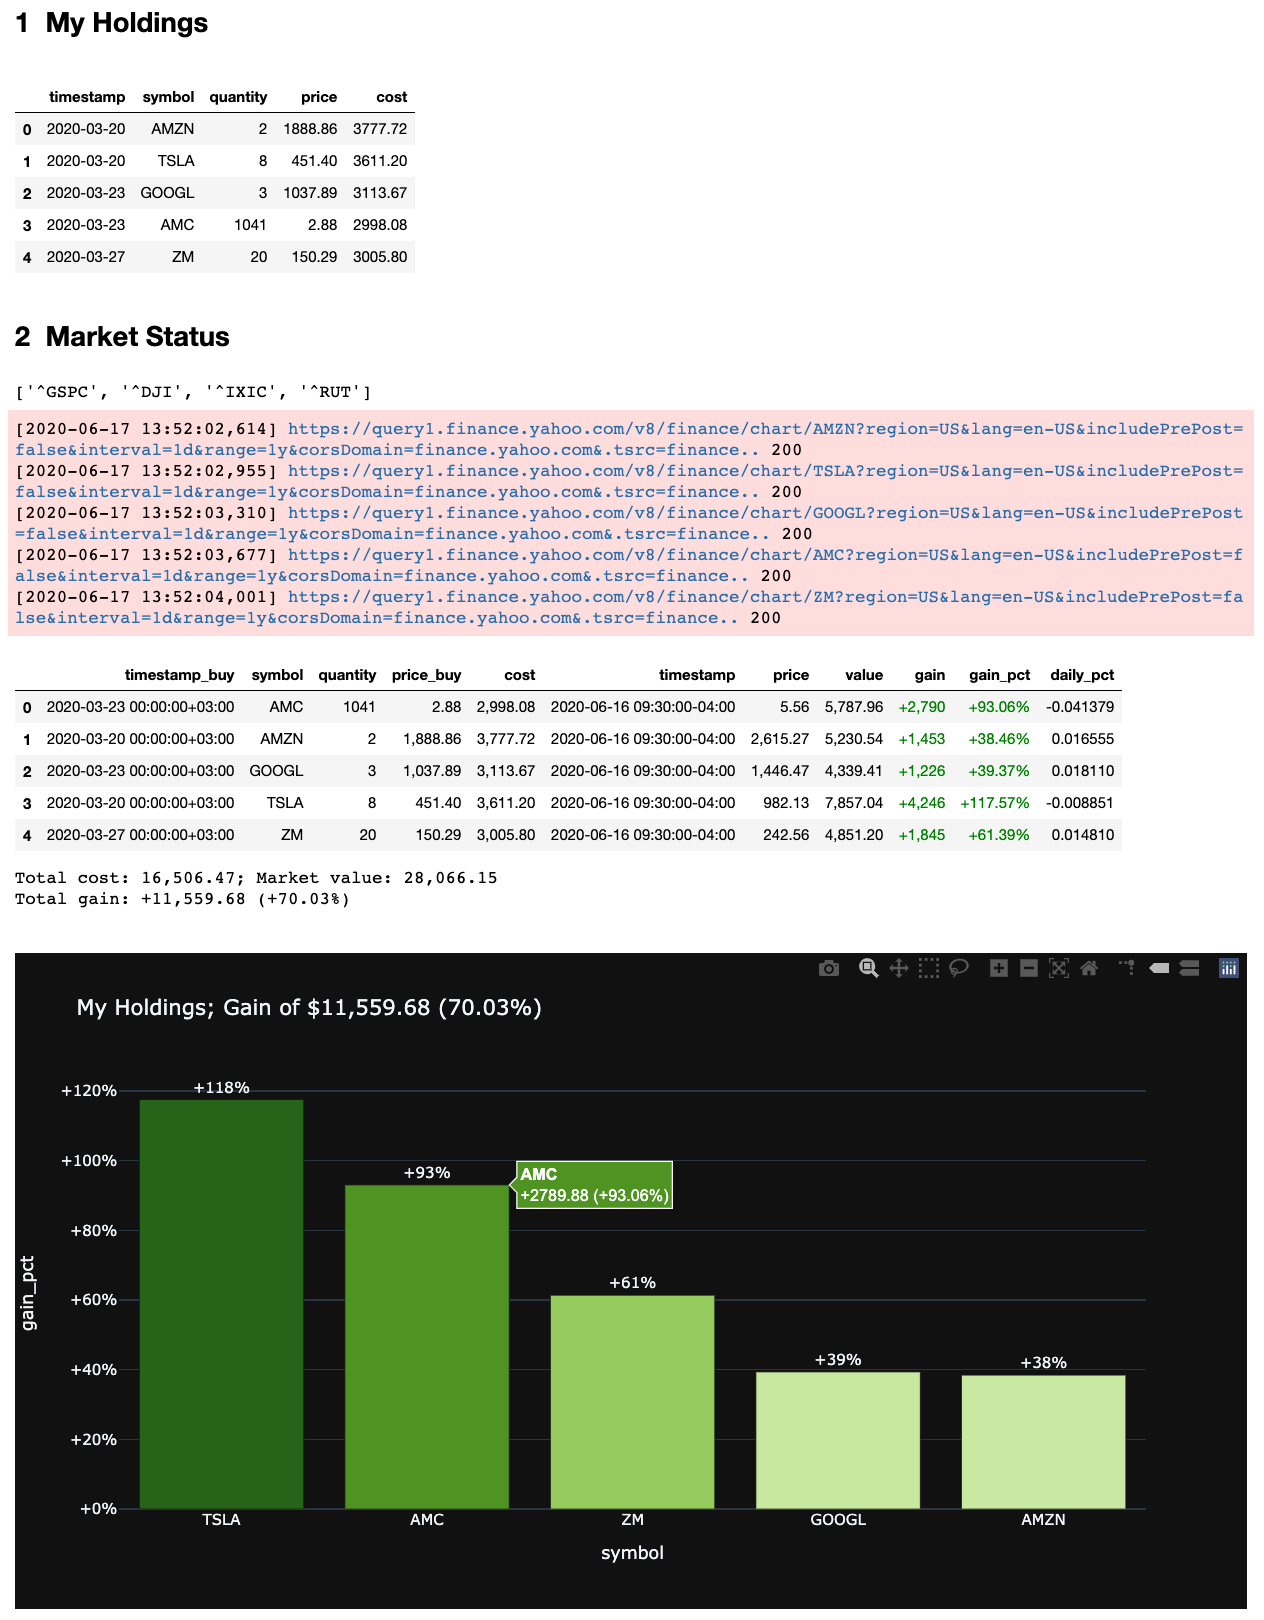 1 My Holdings
timestamp symbol quantity price cost
0 2020-03-20 AMZN 2 1888.86 3777.72
1 2020-03-20 TSLA 8 451.40 3611.20
2 2020-03-23 GOOGL 3 1037.89 3113.67
3 2020-03-23 AMC 1041 2.88 2998.08
4 2020-03-27 ZM 20 150.29 3005.80
2 Market Status
['^GSPC', '^DJI', '^IXIC', '^RUT']
[2020-06-17 13:52:02,614] https://query1.finance.yahoo.com/v8/finance/chart/AMZN?region=US&lang=en-US&includePrePost=
false&interval=1d&range=1y&corsDomain=finance.yahoo.com&.tsrc=finance.. 200
[2020-06-17 13:52:02,955] https://query1.finance.yahoo.com/v8/finance/chart/TSLA?region=US&lang=en-US&includePrePost=
false&interval=1d&range=1y&corsDomain=finance.yahoo.com&.tsrc=finance.. 200
[2020-06-17 13:52:03,310] https://query1.finance.yahoo.com/v8/finance/chart/GOOGL?region=US&lang=en-US&includePrePost
=false&interval=1d&range=1y&corsDomain=finance.yahoo.com&.tsrc=finance.. 200
[2020-06-17 13:52:03,677] https://query1.finance.yahoo.com/v8/finance/chart/AMC?region=US&lang=en-US&includePrePost=f
alse&interval=1d&range=1y&corsDomain=finance.yahoo.com&.tsrc=finance.. 200
[2020-06-17 13:52:04,001] https://query1.finance.yahoo.com/v8/finance/chart/ZM?region=US&lang=en-US&includePrePost=fa
lse&interval=1d&range=1y&corsDomain=finance.yahoo.com&.tsrc=finance.. 200
timestamp_buy symbol quantity price_buy cost timestamp price value gain gain_pct daily_pct
0 2020-03-23 00:00:00+03:00 AMC 1041 2.88 2,998.08 2020-06-16 09:30:00-04:00 5.56 5,787.96 +2,790 +93.06% -0.041379
1 2020-03-20 00:00:00+03:00 AMZN 2 1,888.86 3,777.72 2020-06-16 09:30:00-04:00 2,615.27 5,230.54 +1,453 +38.46% 0.016555
2 2020-03-23 00:00:00+03:00 GOOGL 3 1,037.89 3,113.67 2020-06-16 09:30:00-04:00 1,446.47 4,339.41 +1,226 +39.37% 0.018110
3 2020-03-20 00:00:00+03:00 TSLA 8 451.40 3,611.20 2020-06-16 09:30:00-04:00 982.13 7,857.04 +4,246 +117.57% -0.008851
4 2020-03-27 00:00:00+03:00 ZM 20 150.29 3,005.80 2020-06-16 09:30:00-04:00 242.56 4,851.20 +1,845 +61.39% 0.014810
Total cost: 16,506.47; Market value: 28,066.15
Total gain: +11,559.68 (+70.03%)
My Holdings; Gain of $11,559.68 (70.03%)
+120%
+100%
+80%
+60%
+40%
+20%
+0%
gain_pct
+118%
+93%
AMC
+2789.88 (+93.06%)
+61%
+39%
+38%
TSLA AMC ZM GOOGL AMZN
symbol